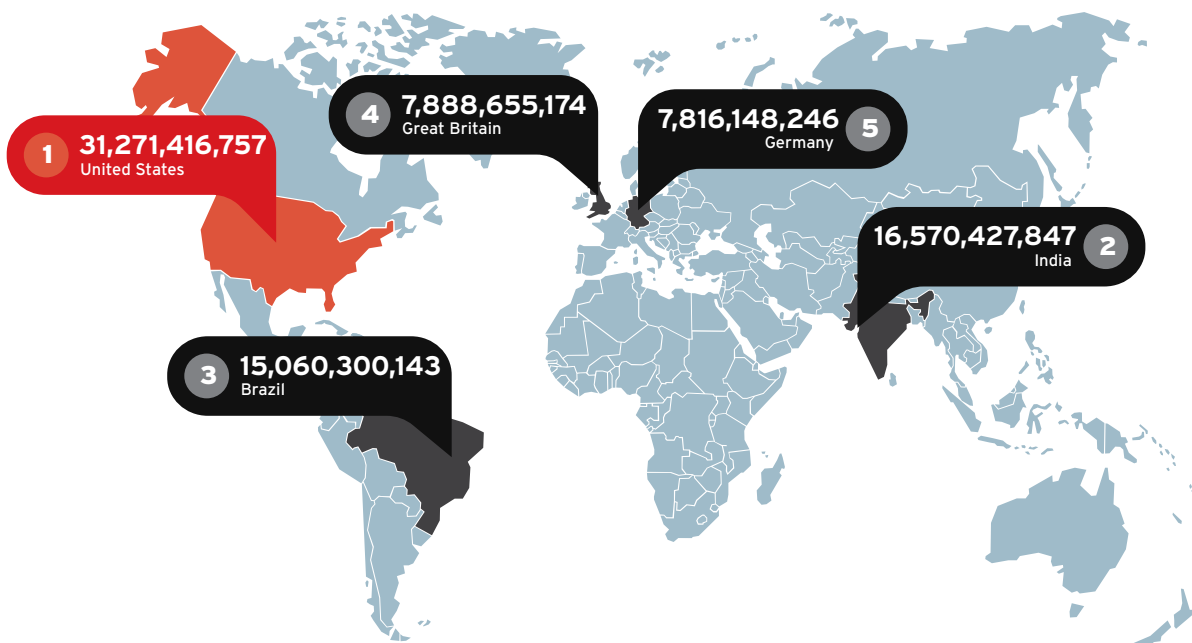 1
31,271,416,757
United States
4
7,888,655,174
Great Britain
7,816,148,246
Germany
5
16,570,427,847
India
2
3
15,060,300,143
Brazil